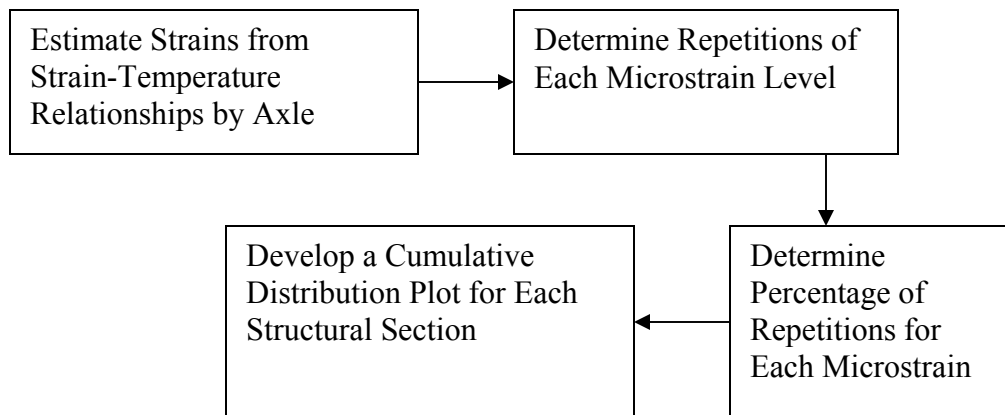 Estimate Strains from
Strain-Temperature
Relationships by Axle
Determine Repetitions of
Each Microstrain Level
Determine
Percentage of
Repetitions for
Each Microstrain
Develop a Cumulative
Distribution Plot for Each
Structural Section